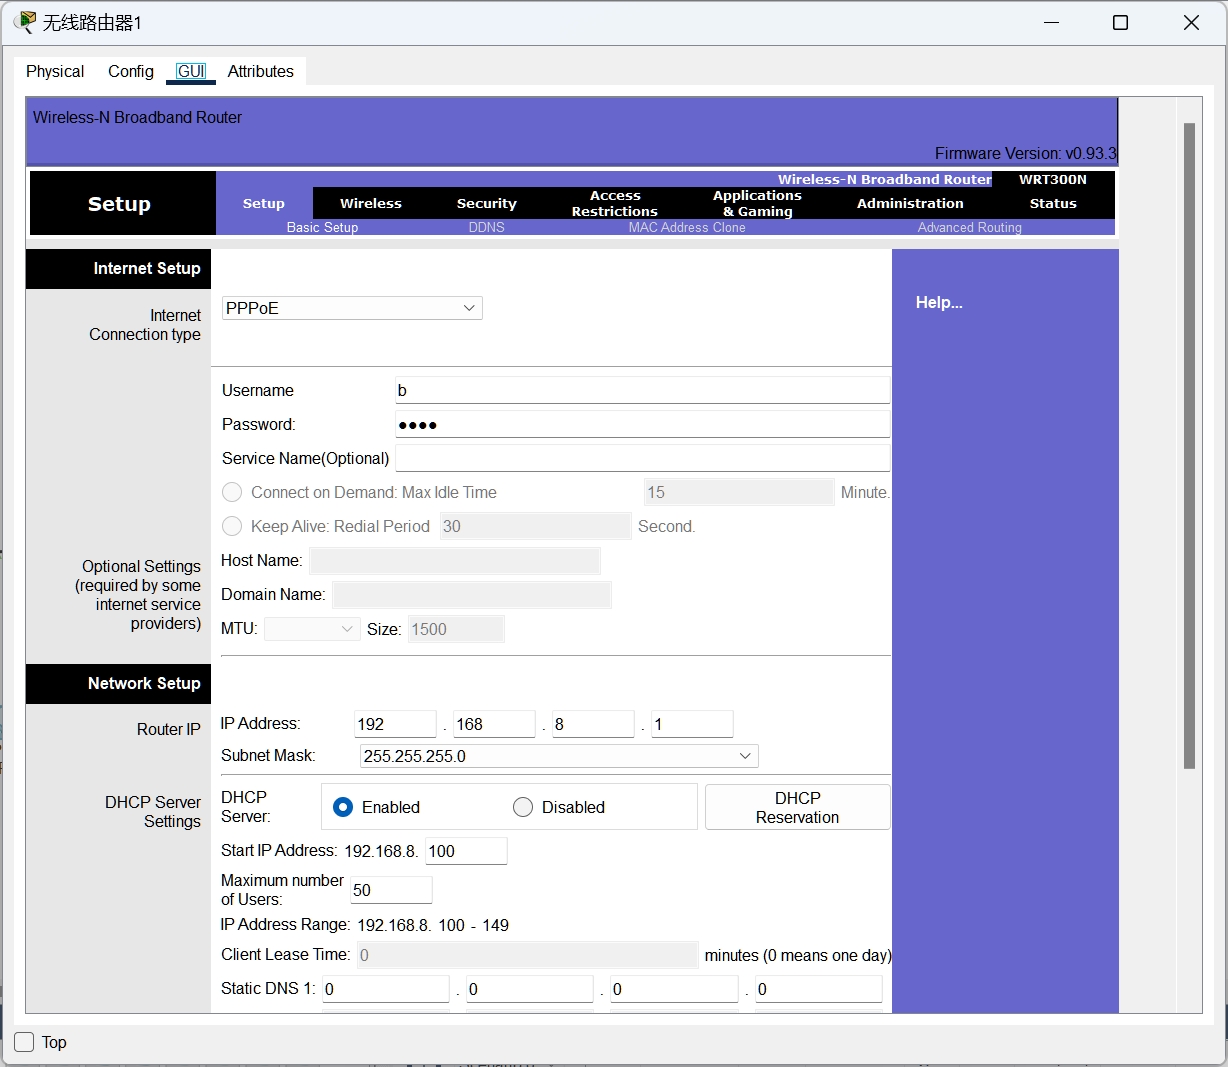 无线路由器1
Physical Config GUI Attributes
Wireless-N Broadband Router
Firmware Version: v0.93.3
Wireless-N Broadband Router WRT300N
Setup
Setup Wireless Security Access Restrictions Applications & Gaming Administration Status
Basic Setup DDNS MAC Address Clone Advanced Routing
Internet Setup
Internet Connection type
PPPoE
Help...
Username b
Password: ●●●●
Service Name(Optional)
Connect on Demand: Max Idle Time 15 Minute.
Keep Alive: Redial Period 30 Second.
Optional Settings
(required by some
internet service
providers)
Host Name:
Domain Name:
MTU: Size: 1500
Network Setup
Router IP
IP Address: 192 . 168 . 8 . 1
Subnet Mask: 255.255.255.0
DHCP Server
Settings
DHCP
Server:
Enabled Disabled
DHCP
Reservation
Start IP Address: 192.168.8. 100
Maximum number
of Users:
50
IP Address Range: 192.168.8. 100 - 149
Client Lease Time: 0 minutes (0 means one day)
Static DNS 1: 0 . 0 . 0 . 0
Top